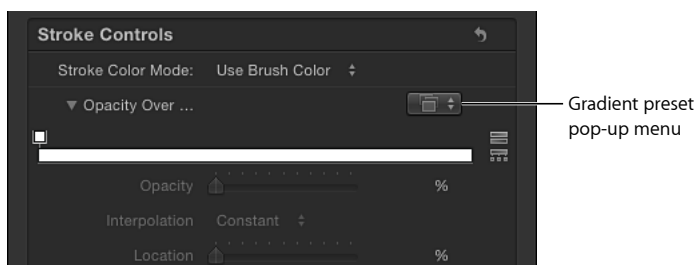 Stroke Controls
Stroke Color Mode: Use Brush Color
Opacity Over ...
Gradient preset
pop-up menu
Opacity %
Interpolation Constant
Location %